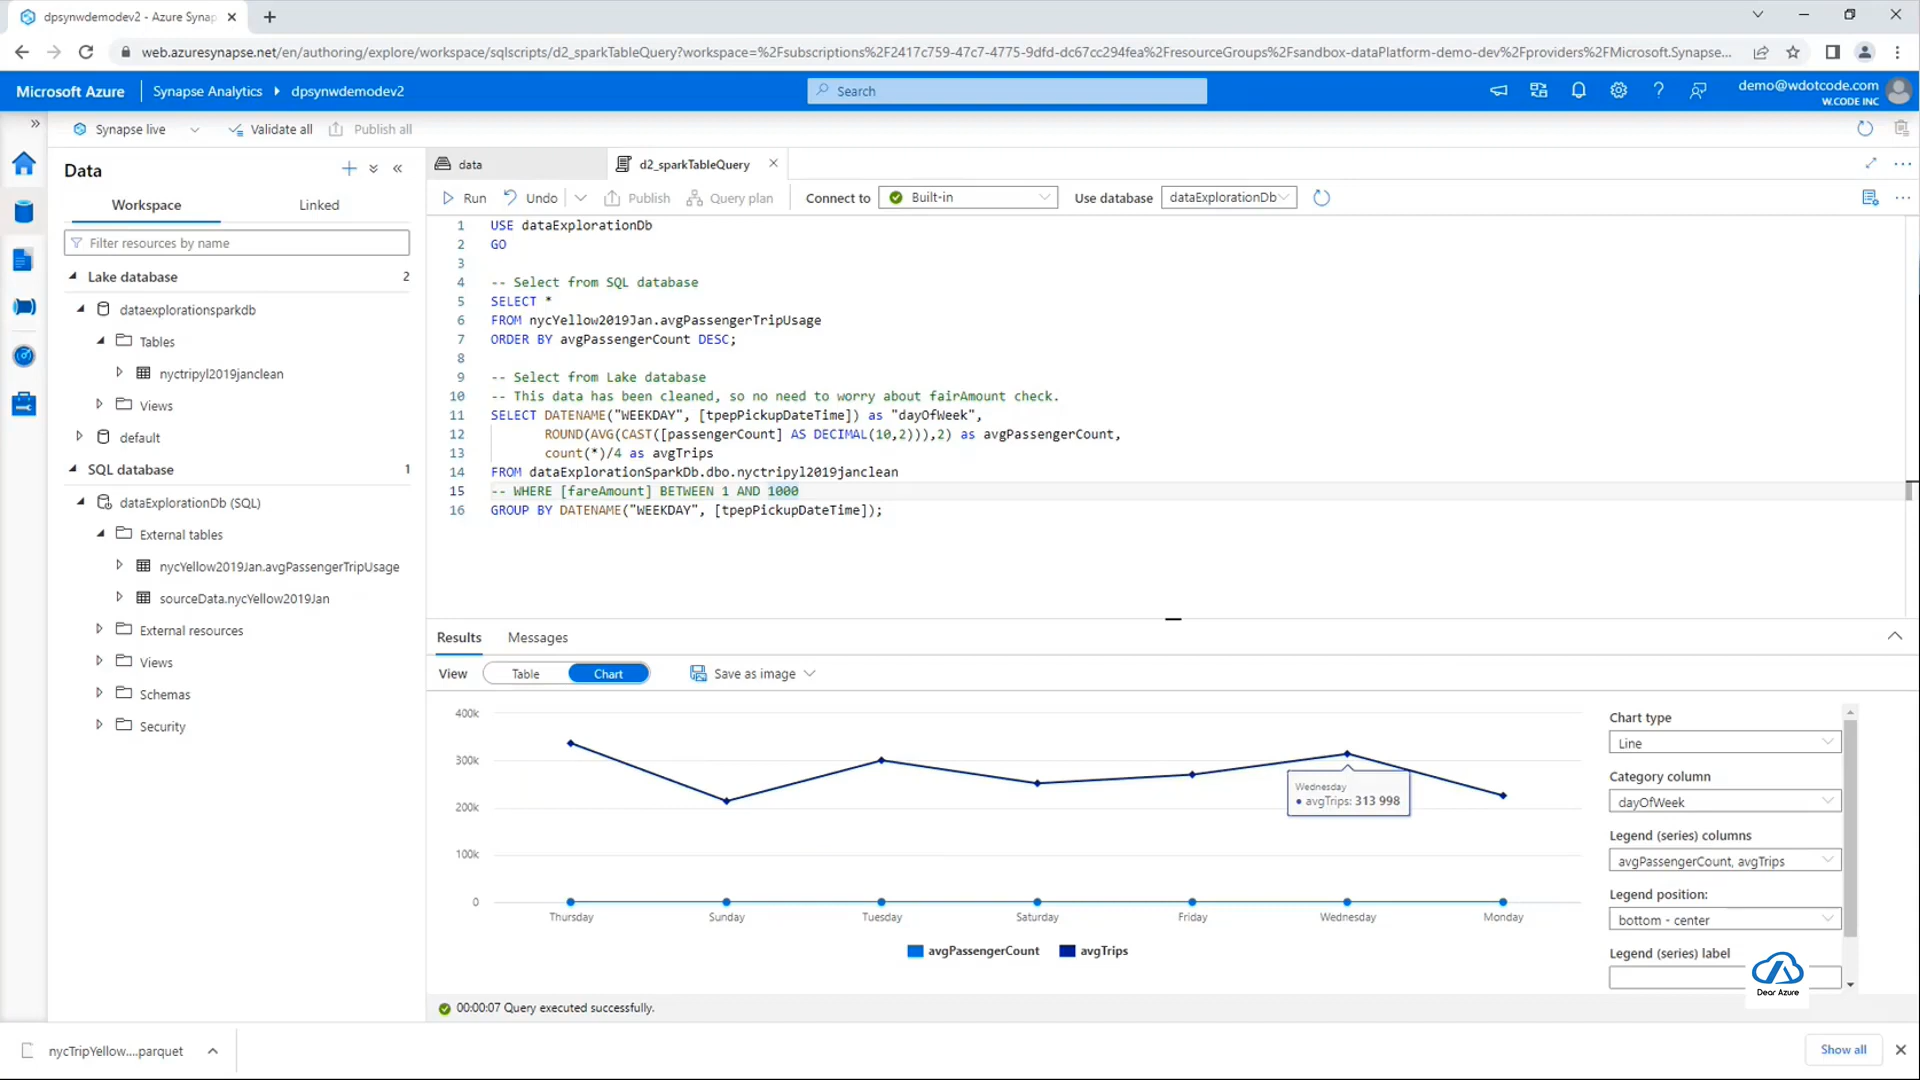 dpsynwdemodev2 - Azure Synap
web.azuresynapse.net/en/authoring/explore/workspace/sqlscripts/d2_sparkTableQuery?workspace=%2Fsubscriptions%2F2417c759-47c7-4775-9dfd-dc67cc294fea%2FresourceGroups%2Fsandbox-dataPlatform-demo-dev%2Fproviders%2FMicrosoft.Synapse...
Microsoft Azure
Synapse Analytics
dpsynwdemodev2
Search
demo@wdotcode.com
W.CODE INC
Synapse live
Validate all
Publish all
Data
Workspace
Linked
Filter resources by name
Lake database 2
dataexplorationsparkdb
Tables
nyctripyl2019janclean
Views
default
SQL database 1
dataExplorationDb (SQL)
External tables
nycYellow2019Jan.avgPassengerTripUsage
sourceData.nycYellow2019Jan
External resources
Views
Schemas
Security
data
d2_sparkTableQuery
Run
Undo
Publish
Query plan
Connect to
Built-in
Use database
dataExplorationDb
1 USE dataExplorationDb
2 GO
3
4 -- Select from SQL database
5 SELECT *
6 FROM nycYellow2019Jan.avgPassengerTripUsage
7 ORDER BY avgPassengerCount DESC;
8
9 -- Select from Lake database
10 -- This data has been cleaned, so no need to worry about fairAmount check.
11 SELECT DATENAME("WEEKDAY", [tpepPickupDateTime]) as "dayOfWeek",
12 ROUND(AVG(CAST([passengerCount] AS DECIMAL(10,2))),2) as avgPassengerCount,
13 count(*)/4 as avgTrips
14 FROM dataExplorationSparkDb.dbo.nyctripyl2019janclean
15 -- WHERE [fareAmount] BETWEEN 1 AND 1000
16 GROUP BY DATENAME("WEEKDAY", [tpepPickupDateTime]);
Results
Messages
View
Table
Chart
Save as image
400k
300k
200k
100k
0
Thursday
Sunday
Tuesday
Saturday
Friday
Wednesday
Monday
Wednesday
avgTrips: 313 998
avgPassengerCount
avgTrips
Chart type
Line
Category column
dayOfWeek
Legend (series) columns
avgPassengerCount, avgTrips
Legend position:
bottom - center
Legend (series) label
Dear Azure
00:00:07 Query executed successfully.
nycTripYellow....parquet
Show all